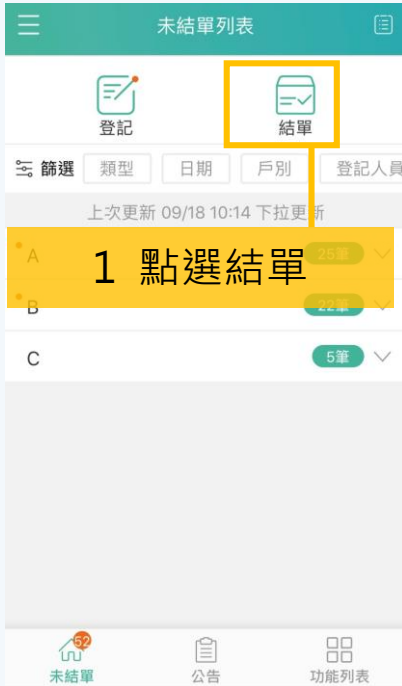 未結單列表
登記
結單
篩選 類型 日期 戶別 登記人員
上次更新 09/18 10:14 下拉更新
A 25筆
1 點選結單
B 22筆
C 5筆
52
未結單 公告 功能列表